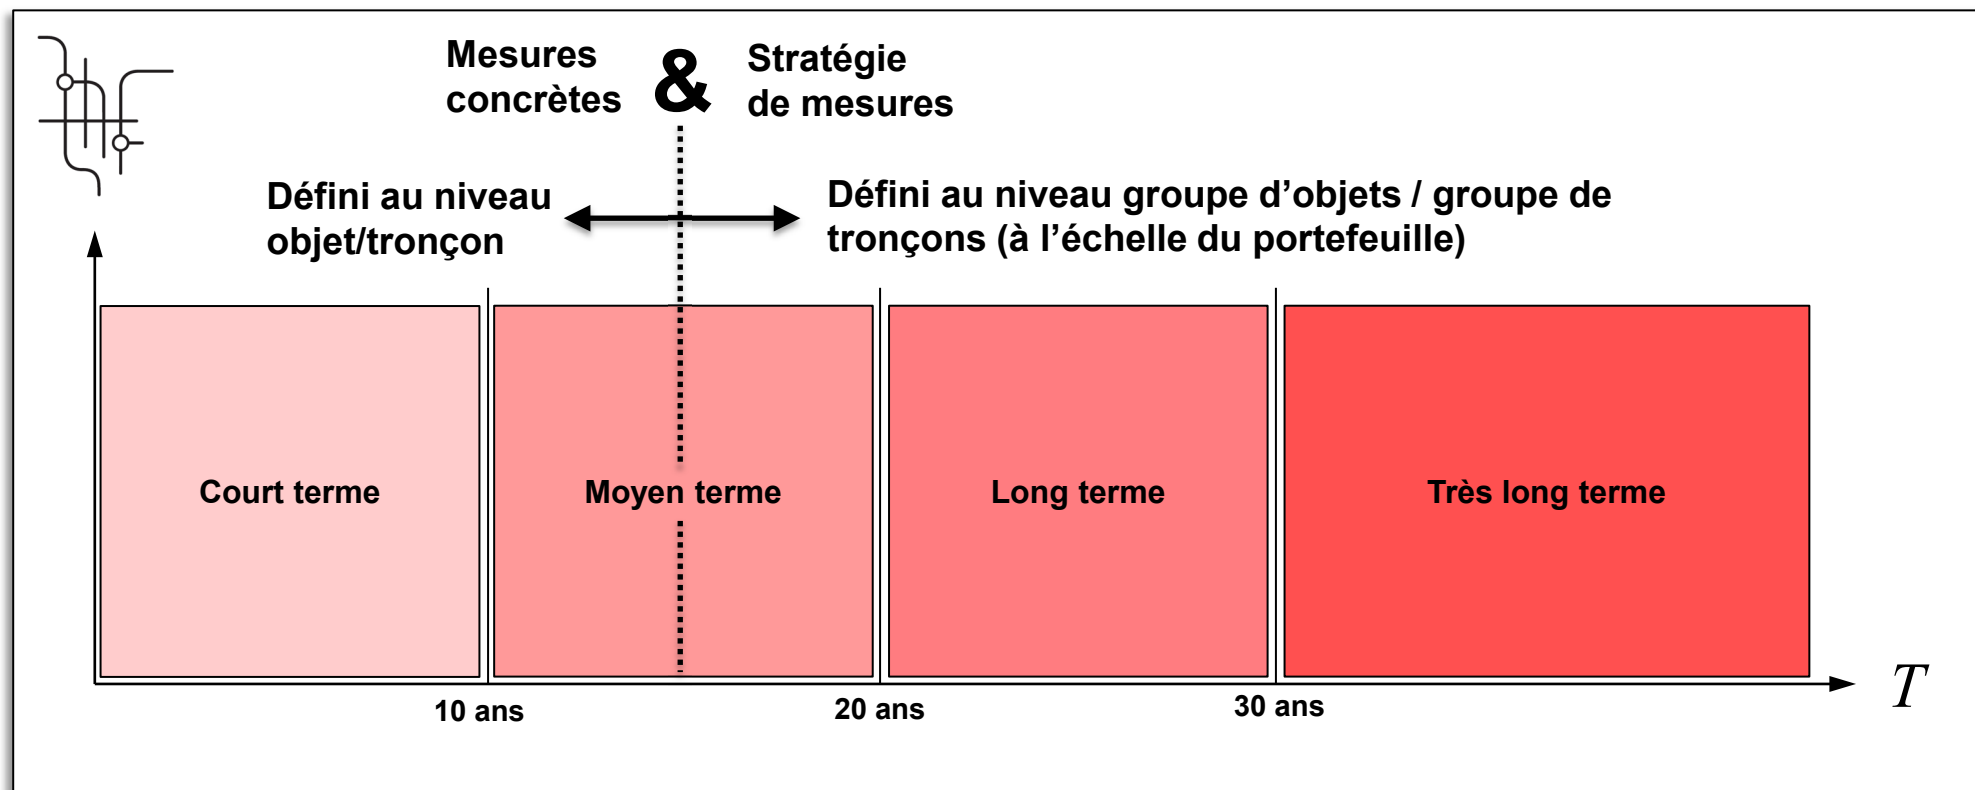 Mesures
concrètes
&
Stratégie
de mesures
Défini au niveau
objet/tronçon
Défini au niveau groupe d’objets / groupe de
tronçons (à l’échelle du portefeuille)
Court terme
Moyen terme
Long terme
Très long terme
10 ans
20 ans
30 ans
T